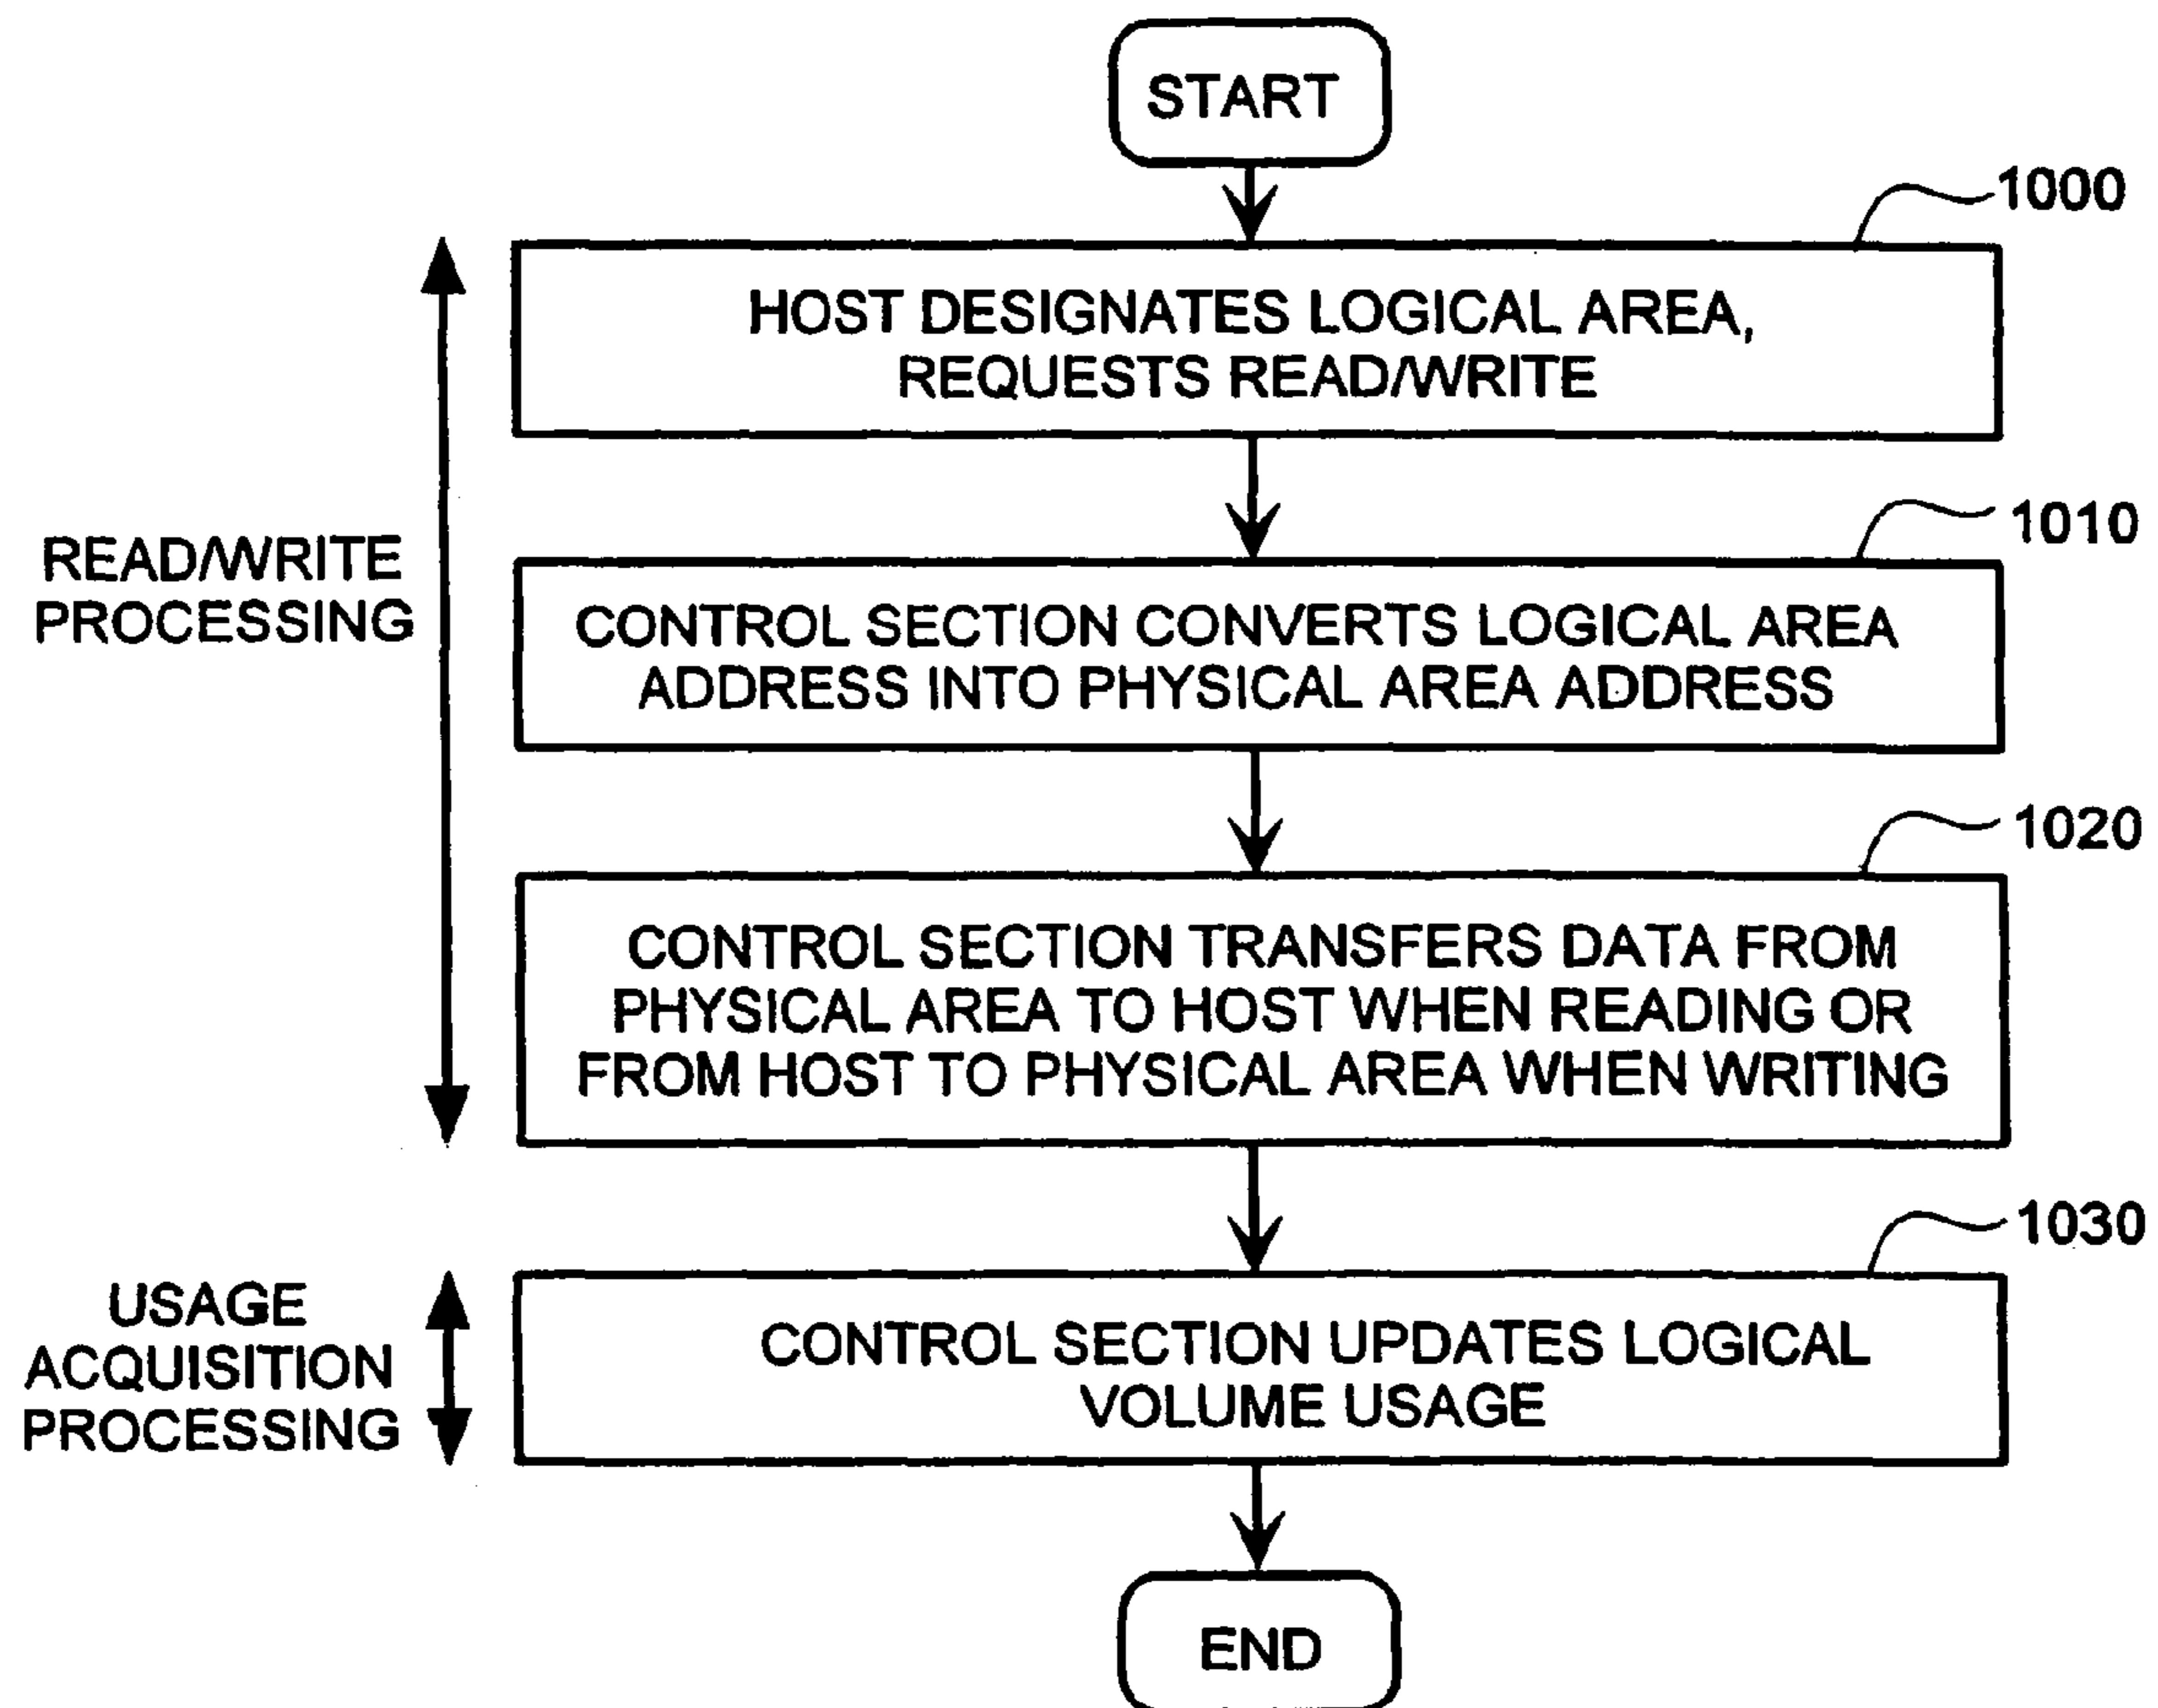 START
1000
HOST DESIGNATES LOGICAL AREA,
REQUESTS READ/WRITE
1010
READ/WRITE
PROCESSING
CONTROL SECTION CONVERTS LOGICAL AREA
ADDRESS INTO PHYSICAL AREA ADDRESS
1020
CONTROL SECTION TRANSFERS DATA FROM
PHYSICAL AREA TO HOST WHEN READING OR
FROM HOST TO PHYSICAL AREA WHEN WRITING
1030
USAGE
ACQUISITION
PROCESSING
CONTROL SECTION UPDATES LOGICAL
VOLUME USAGE
END